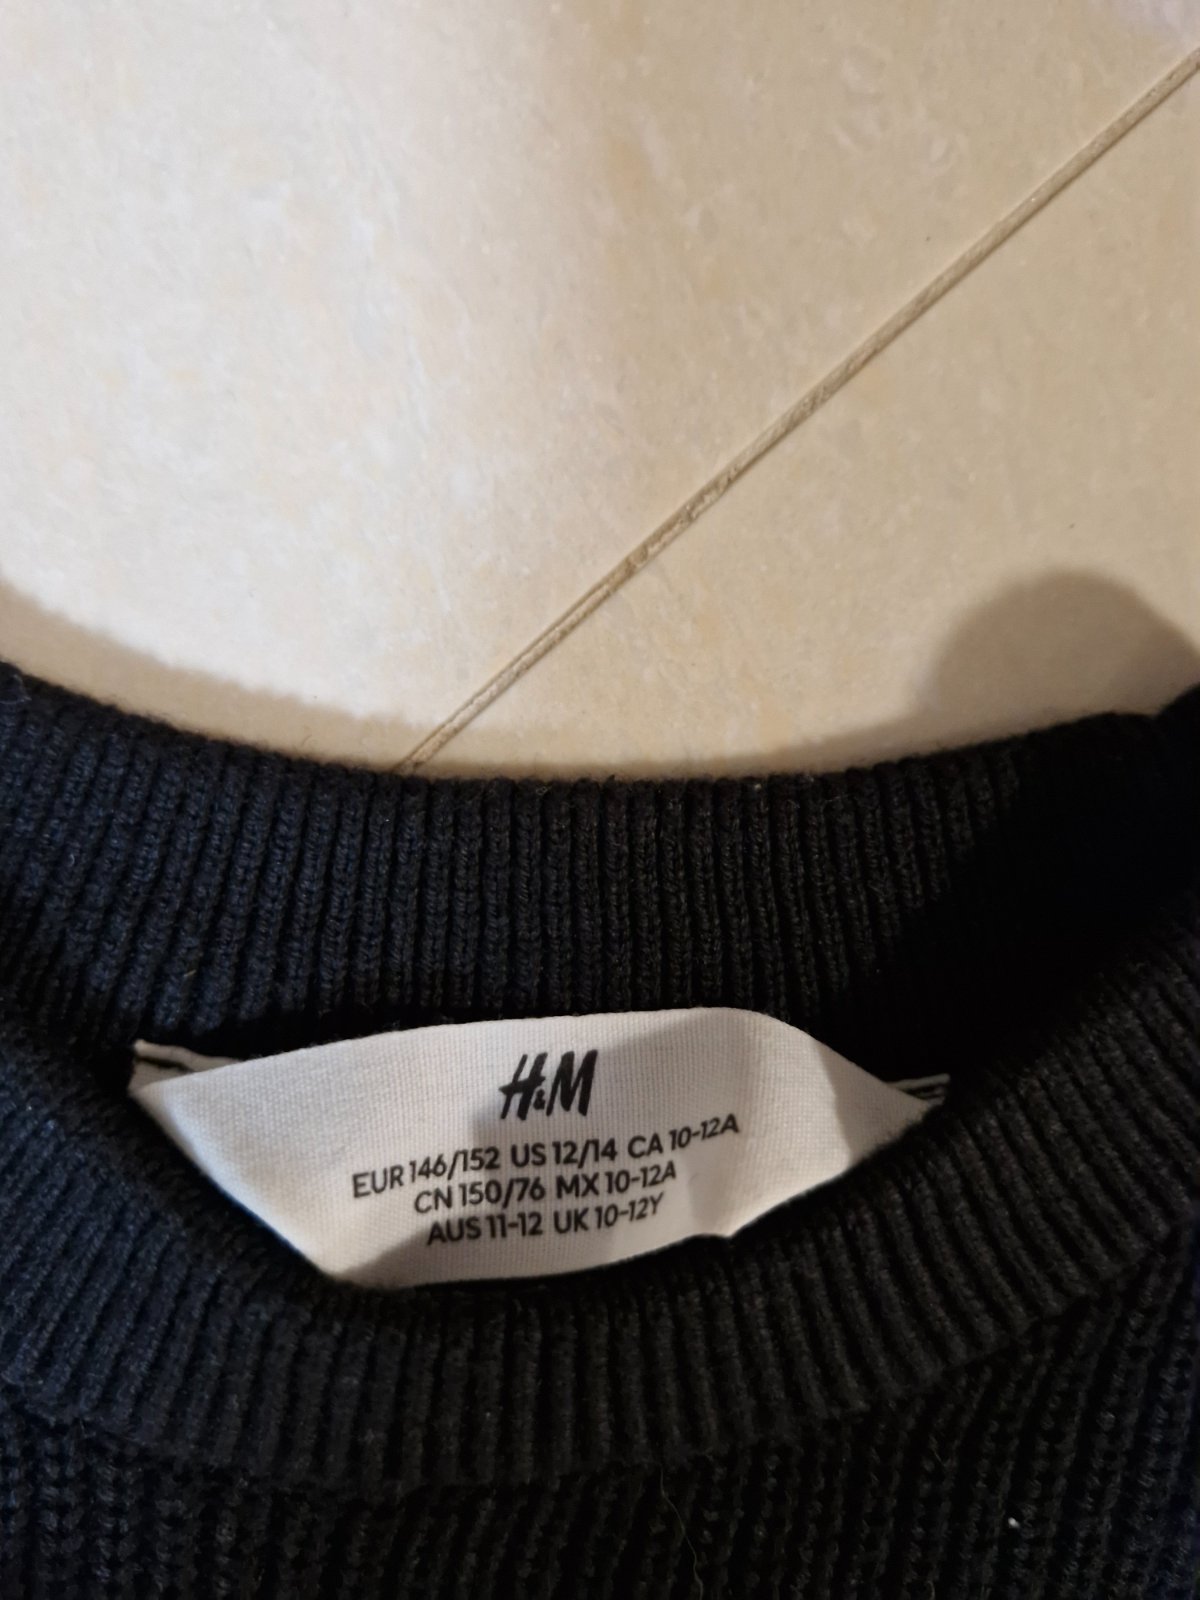 H&M
EUR 146/152 US 12/14 CA 10-12A
CN 150/76 MX 10-12A
AUS 11-12 UK 10-12Y